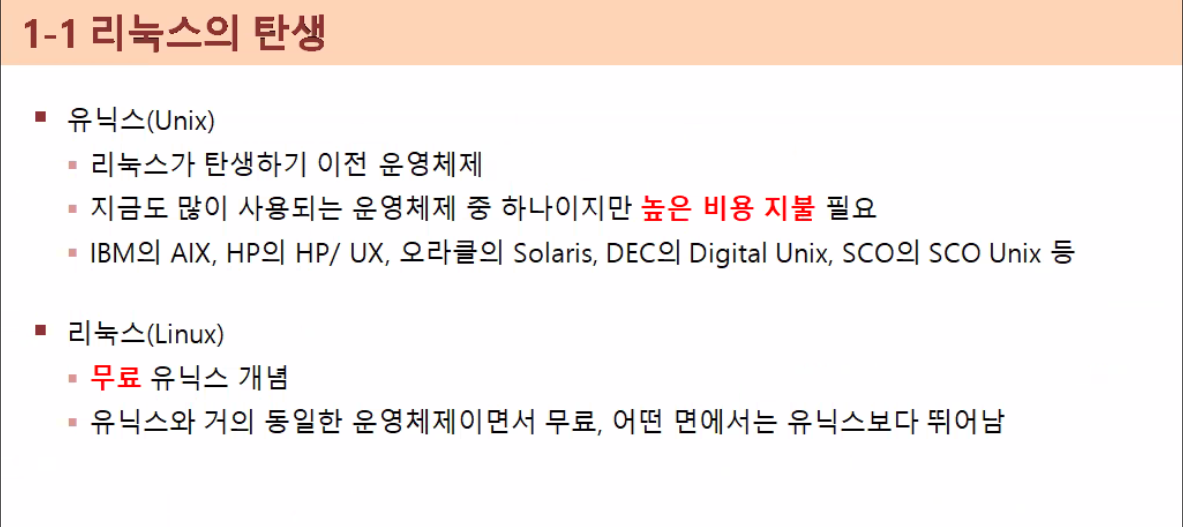 1-1 리눅스의 탄생
유닉스(Unix)
리눅스가 탄생하기 이전 운영체제
지금도 많이 사용되는 운영체제 중 하나이지만 높은 비용 지불 필요
IBM의 AIX, HP의 HP/ UX, 오라클의 Solaris, DEC의 Digital Unix, SCO의 SCO Unix 등
리눅스(Linux)
무료 유닉스 개념
유닉스와 거의 동일한 운영체제이면서 무료, 어떤 면에서는 유닉스보다 뛰어남